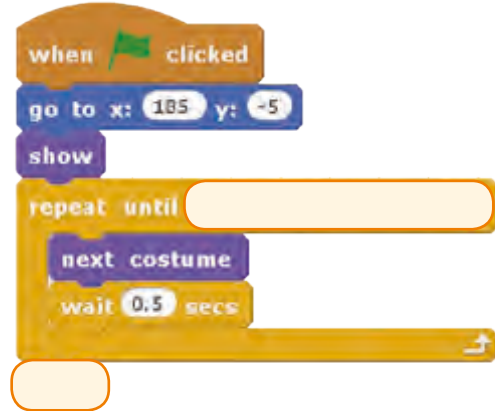 when clicked
go to x: 185 y: -5
show
repeat until
next costume
wait 0.5 secs